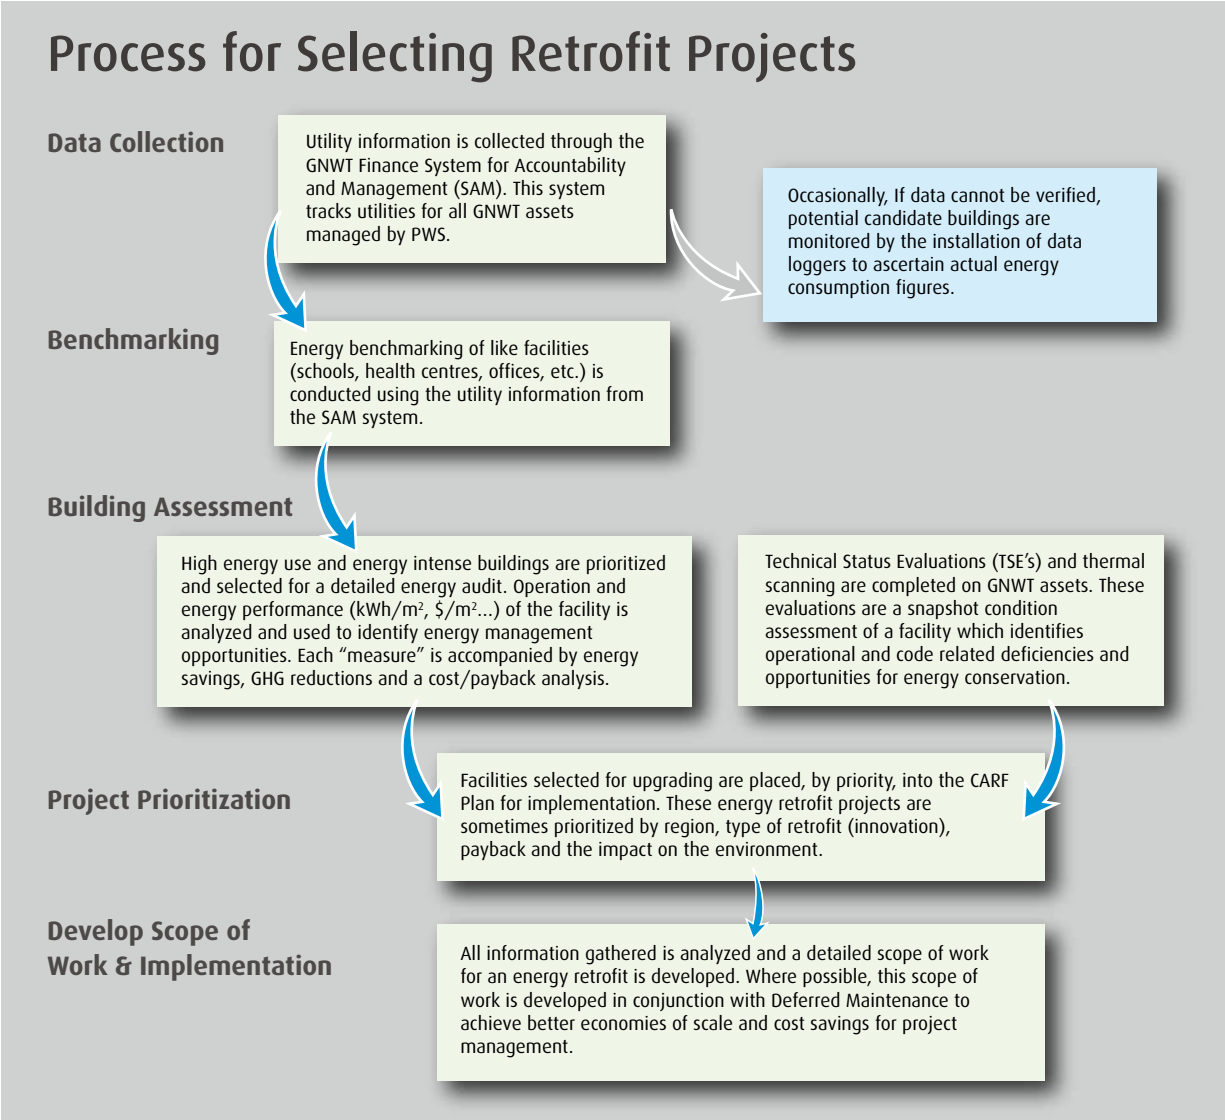 Process for Selecting Retrofit Projects
Data Collection
Utility information is collected through the
GNWT Finance System for Accountability
and Management (SAM). This system
tracks utilities for all GNWT assets
managed by PWS.
Occasionally, If data cannot be verified,
potential candidate buildings are
monitored by the installation of data
loggers to ascertain actual energy
consumption figures.
Benchmarking
Energy benchmarking of like facilities
(schools, health centres, offices, etc.) is
conducted using the utility information from
the SAM system.
Building Assessment
High energy use and energy intense buildings are prioritized
and selected for a detailed energy audit. Operation and
energy performance (kWh/m², $/m²...) of the facility is
analyzed and used to identify energy management
opportunities. Each “measure” is accompanied by energy
savings, GHG reductions and a cost/payback analysis.
Technical Status Evaluations (TSE’s) and thermal
scanning are completed on GNWT assets. These
evaluations are a snapshot condition
assessment of a facility which identifies
operational and code related deficiencies and
opportunities for energy conservation.
Project Prioritization
Facilities selected for upgrading are placed, by priority, into the CARF
Plan for implementation. These energy retrofit projects are
sometimes prioritized by region, type of retrofit (innovation),
payback and the impact on the environment.
Develop Scope of
Work & Implementation
All information gathered is analyzed and a detailed scope of work
for an energy retrofit is developed. Where possible, this scope of
work is developed in conjunction with Deferred Maintenance to
achieve better economies of scale and cost savings for project
management.